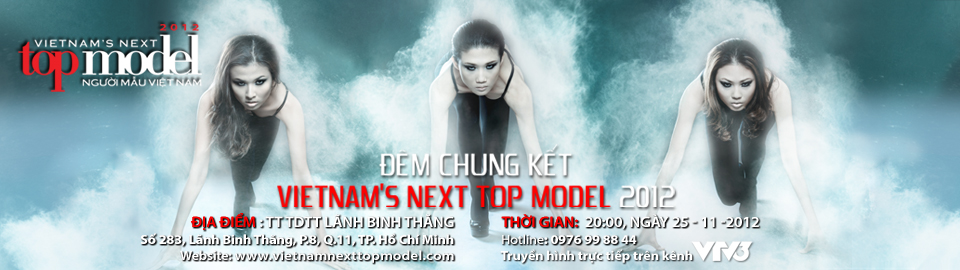 2012
VIETNAM'S NEXT
top model
NGƯỜI MẪU VIỆT NAM
ĐÊM CHUNG KẾT
VIETNAM'S NEXT TOP MODEL 2012
ĐỊA ĐIỂM : TT TDTT LÃNH BINH THĂNG
Số 283, Lãnh Binh Thăng, P.8, Q.11, TP. Hồ Chí Minh
Website: www.vietnamnexttopmodel.com
THỜI GIAN: 20:00, NGÀY 25 - 11 -2012
Hotline: 0976 99 88 44
Truyền hình trực tiếp trên kênh VTV3